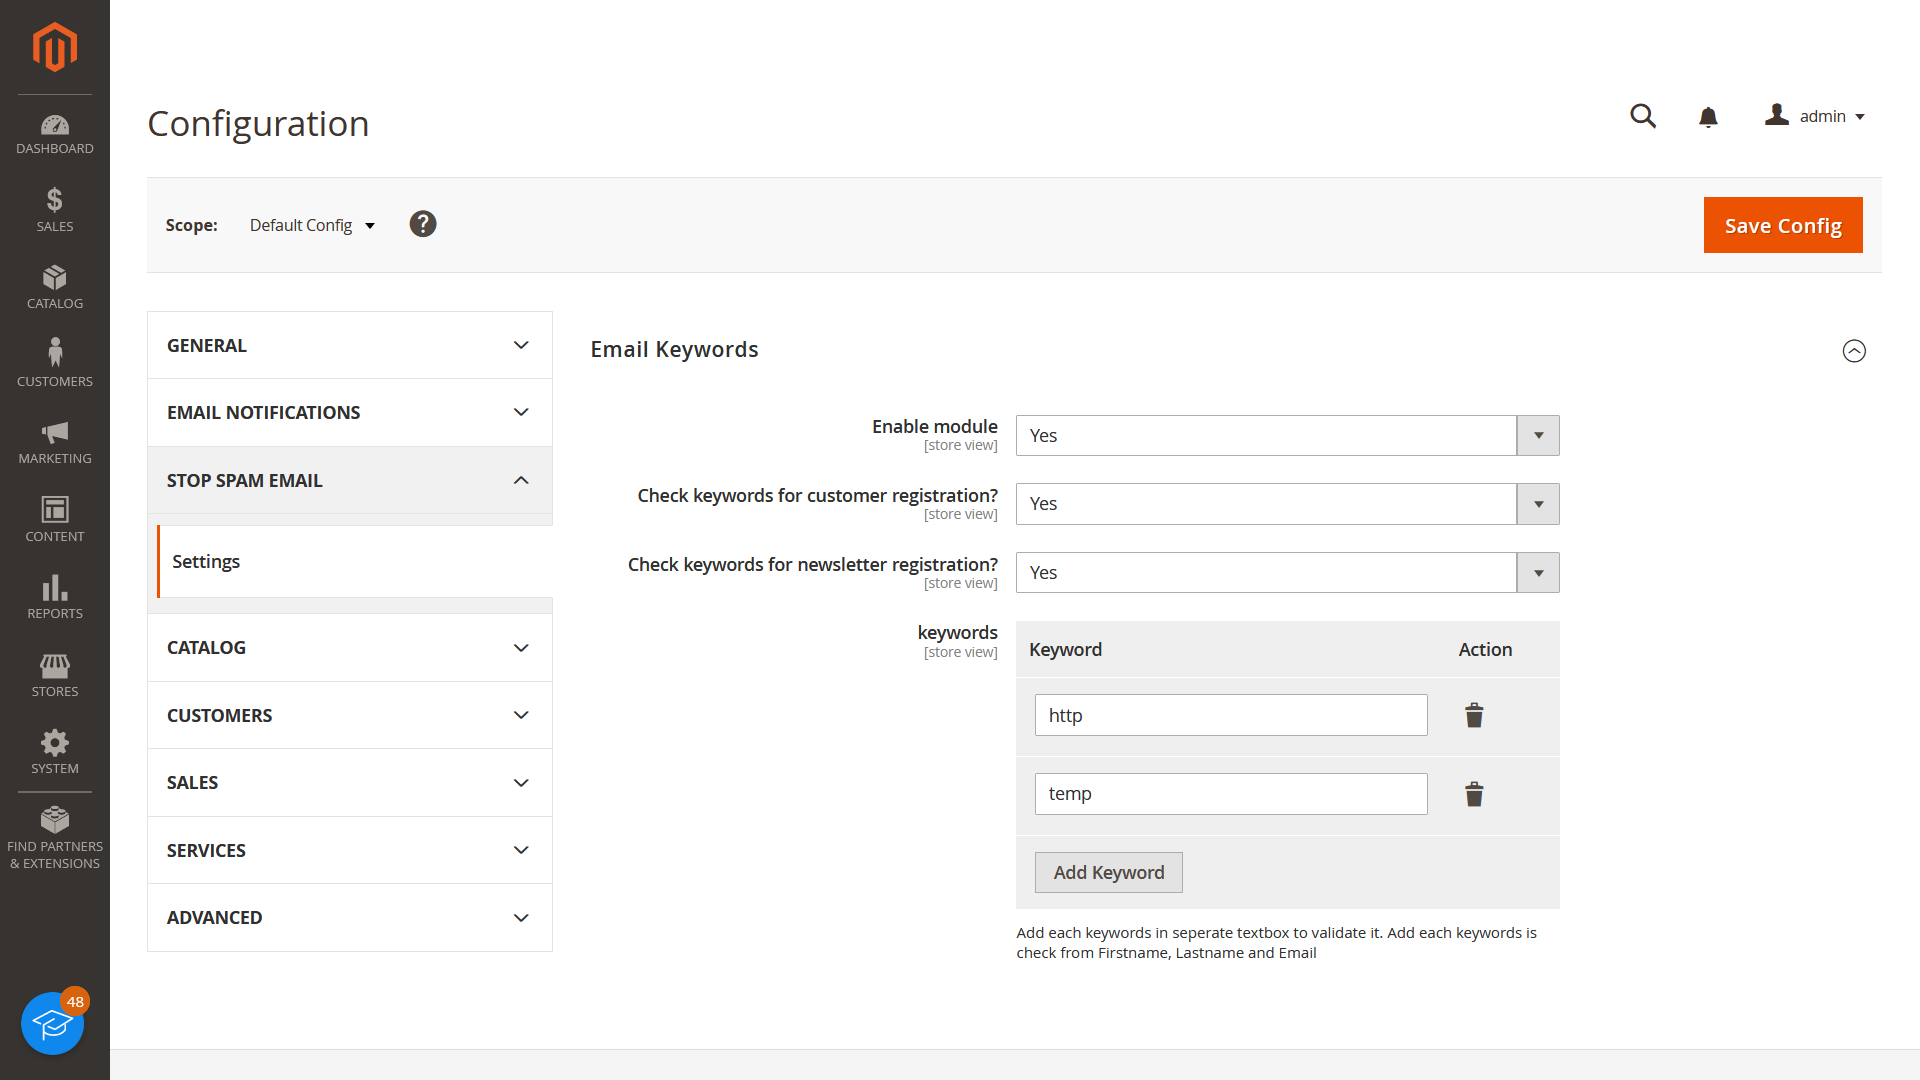 DASHBOARD
SALES
CATALOG
CUSTOMERS
MARKETING
CONTENT
REPORTS
STORES
SYSTEM
FIND PARTNERS
& EXTENSIONS
48
Configuration
admin
Scope:
Default Config
?
Save Config
GENERAL
EMAIL NOTIFICATIONS
STOP SPAM EMAIL
Settings
CATALOG
CUSTOMERS
SALES
SERVICES
ADVANCED
Email Keywords
Enable module
[store view]
Yes
Check keywords for customer registration?
[store view]
Yes
Check keywords for newsletter registration?
[store view]
Yes
keywords
[store view]
Keyword Action
http
temp
Add Keyword
Add each keywords in seperate textbox to validate it. Add each keywords is
check from Firstname, Lastname and Email